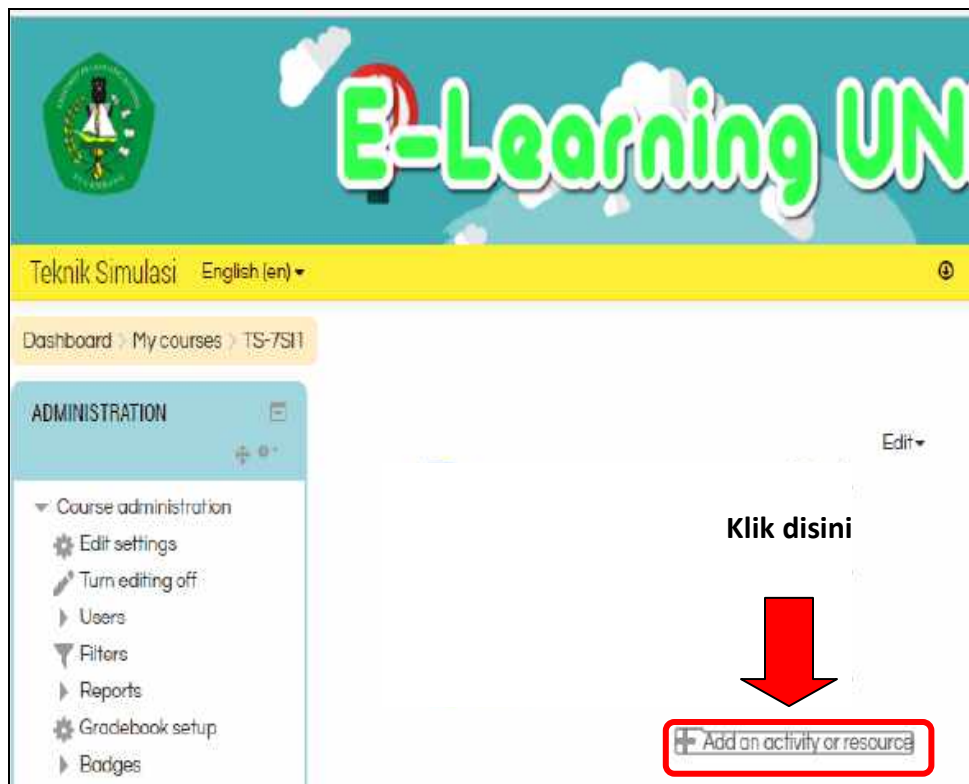 E-Learning UN
Teknik Simulasi English (en)
Dashboard My courses TS-7SI1
ADMINISTRATION
Edit
Course administration
Edit settings
Turn editing off
Users
Filters
Reports
Gradebook setup
Badges
Klik disini
Add an activity or resource